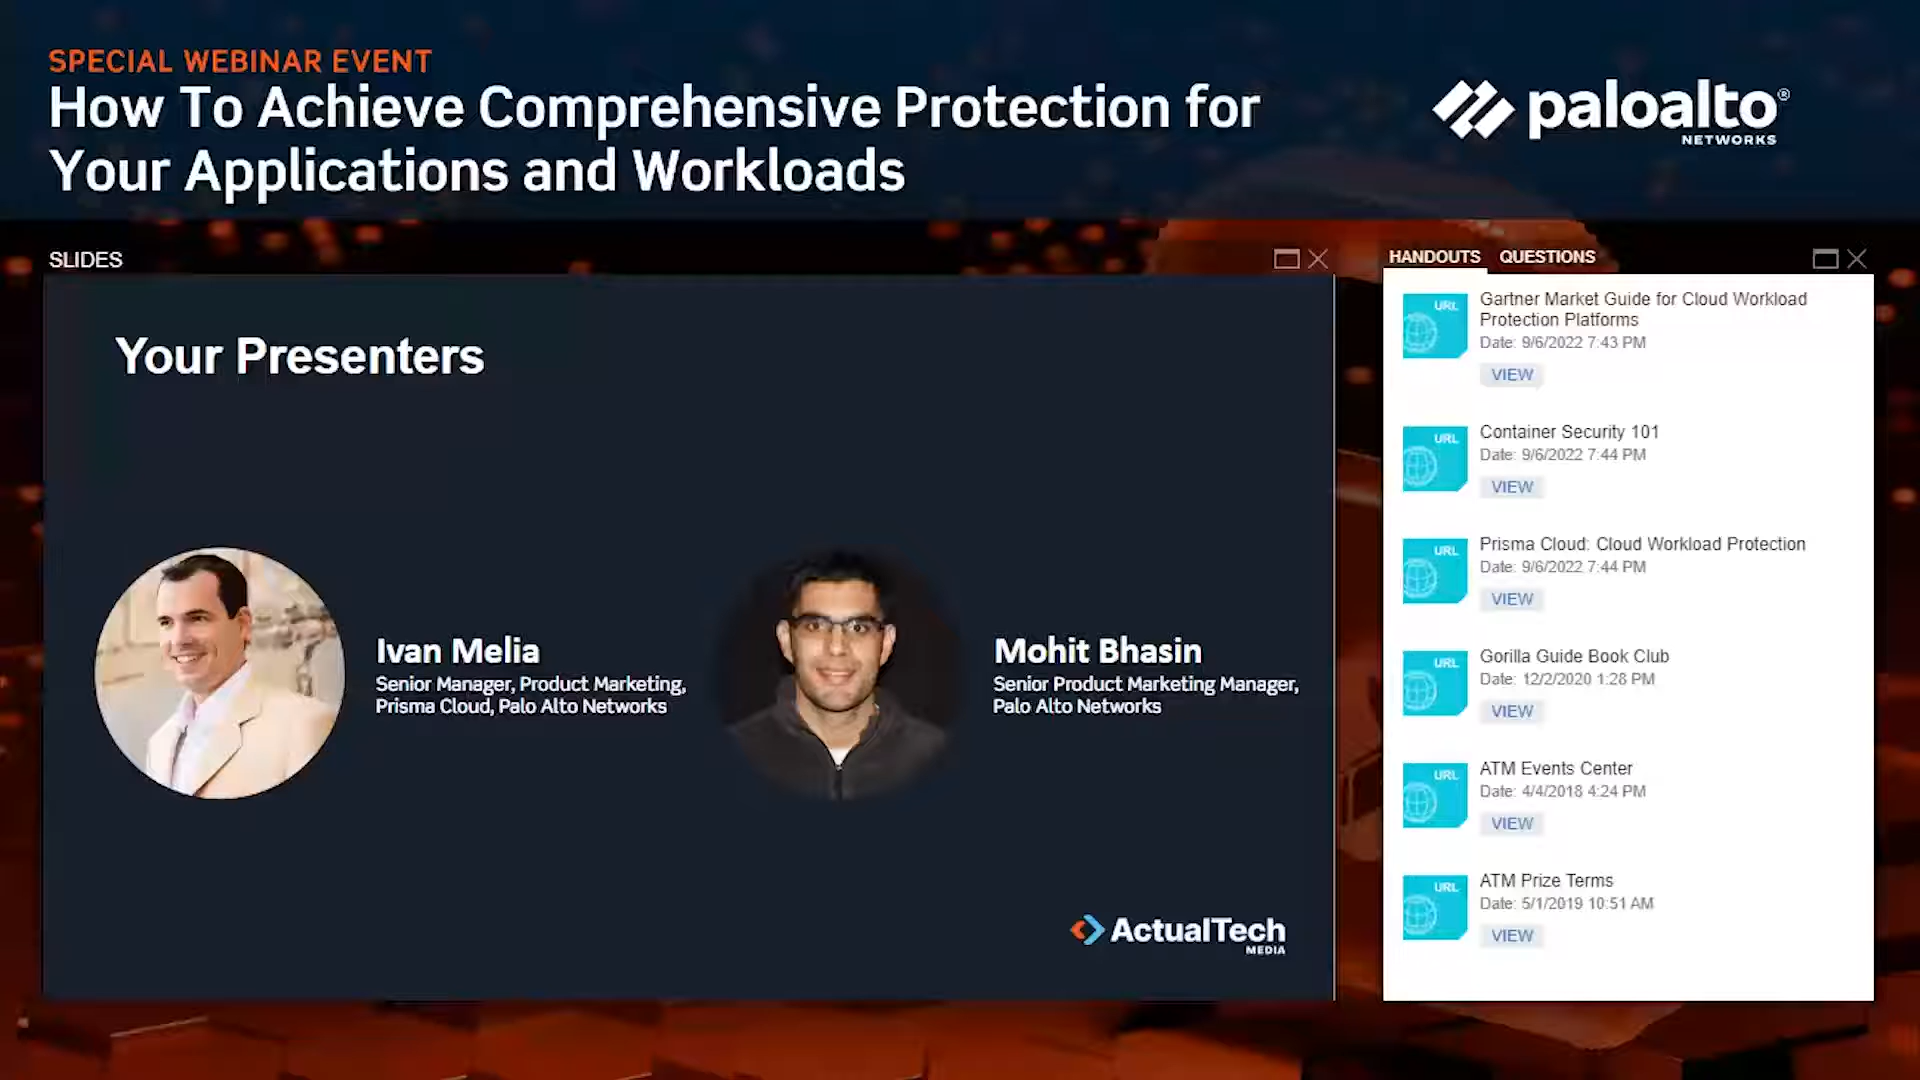 SPECIAL WEBINAR EVENT
How To Achieve Comprehensive Protection for
Your Applications and Workloads
paloalto®
NETWORKS
SLIDES
Your Presenters
Ivan Melia
Senior Manager, Product Marketing,
Prisma Cloud, Palo Alto Networks
Mohit Bhasin
Senior Product Marketing Manager,
Palo Alto Networks
ActualTech
MEDIA
HANDOUTS QUESTIONS
URL
Gartner Market Guide for Cloud Workload
Protection Platforms
Date: 9/6/2022 7:43 PM
VIEW
URL
Container Security 101
Date: 9/6/2022 7:44 PM
VIEW
URL
Prisma Cloud: Cloud Workload Protection
Date: 9/6/2022 7:44 PM
VIEW
URL
Gorilla Guide Book Club
Date: 12/2/2020 1:28 PM
VIEW
URL
ATM Events Center
Date: 4/4/2018 4:24 PM
VIEW
URL
ATM Prize Terms
Date: 5/1/2019 10:51 AM
VIEW